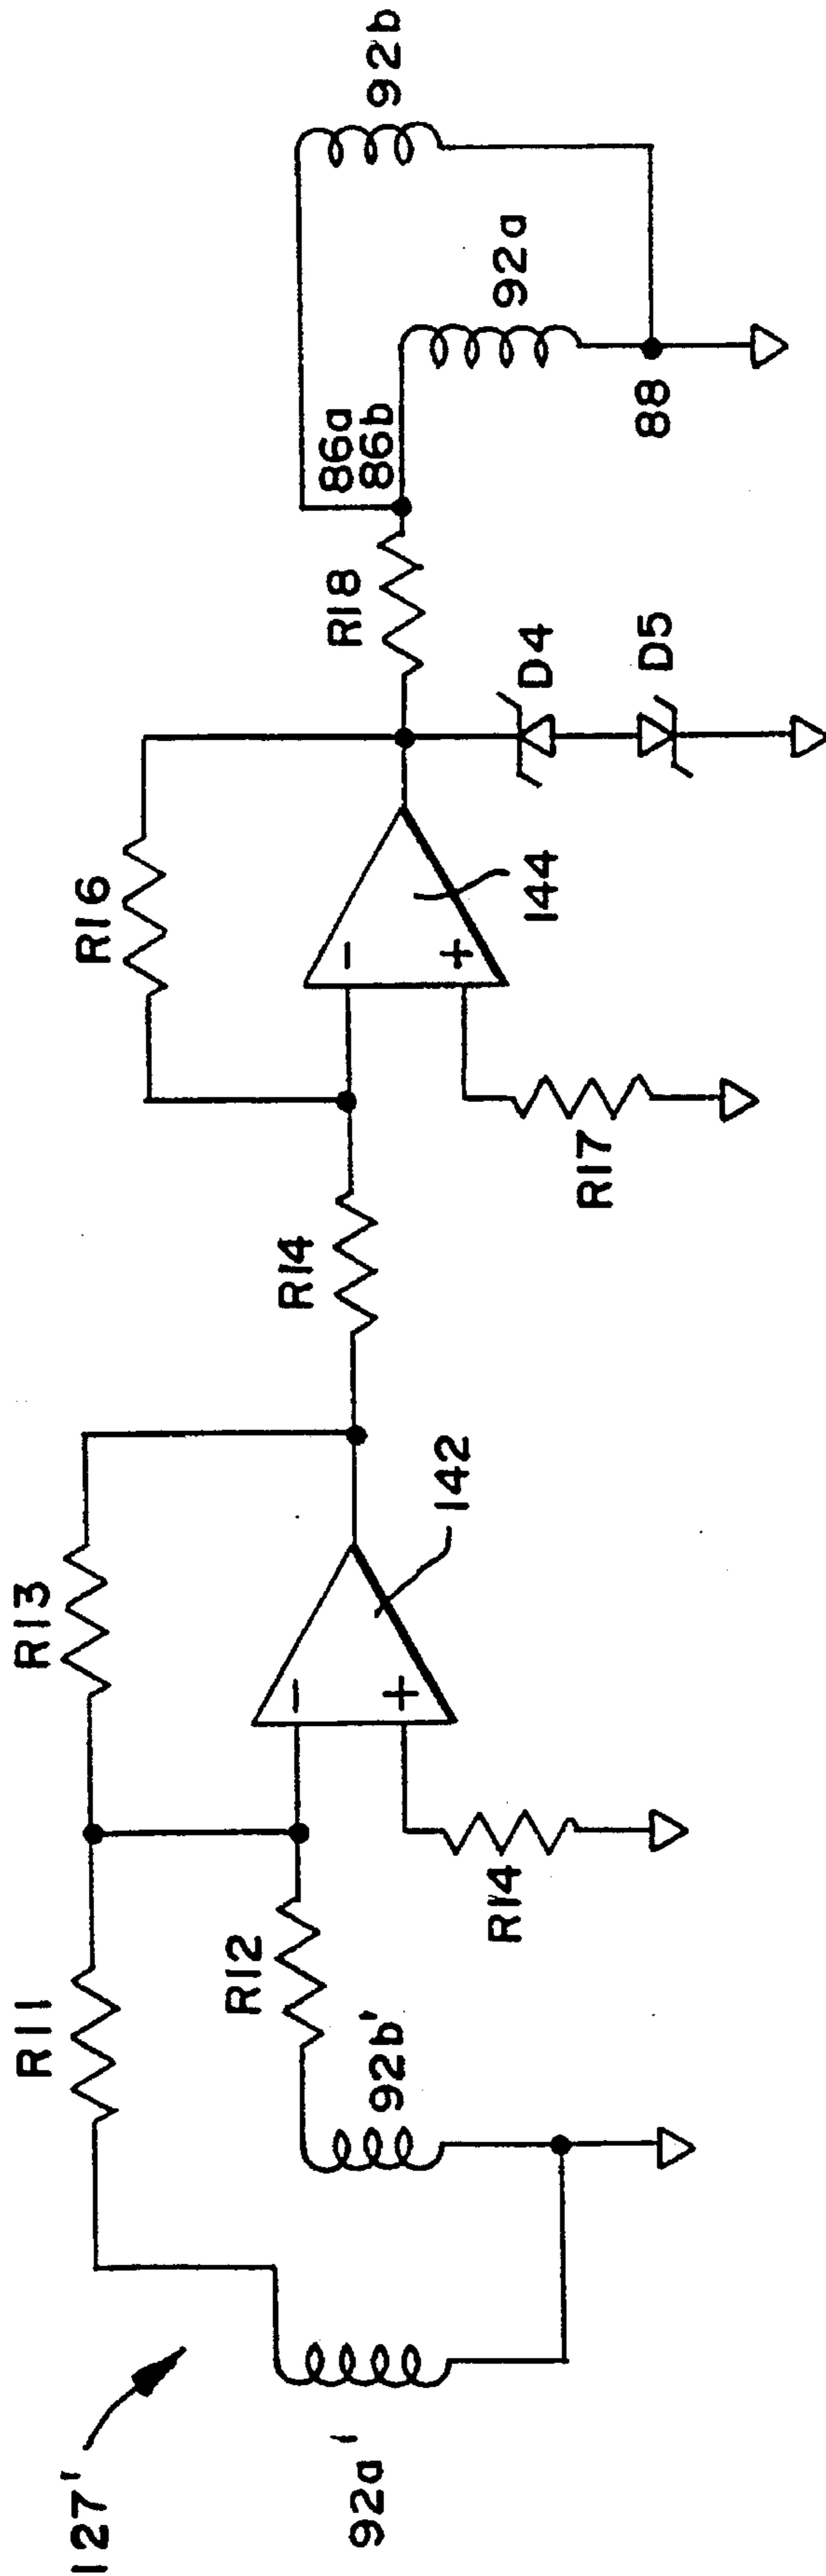 127'
92a'
92b'
R11
R12
R13
R14
-
+
142
R14
R16
R17
-
+
144
R18
D4
D5
86a
86b
88
92a
92b